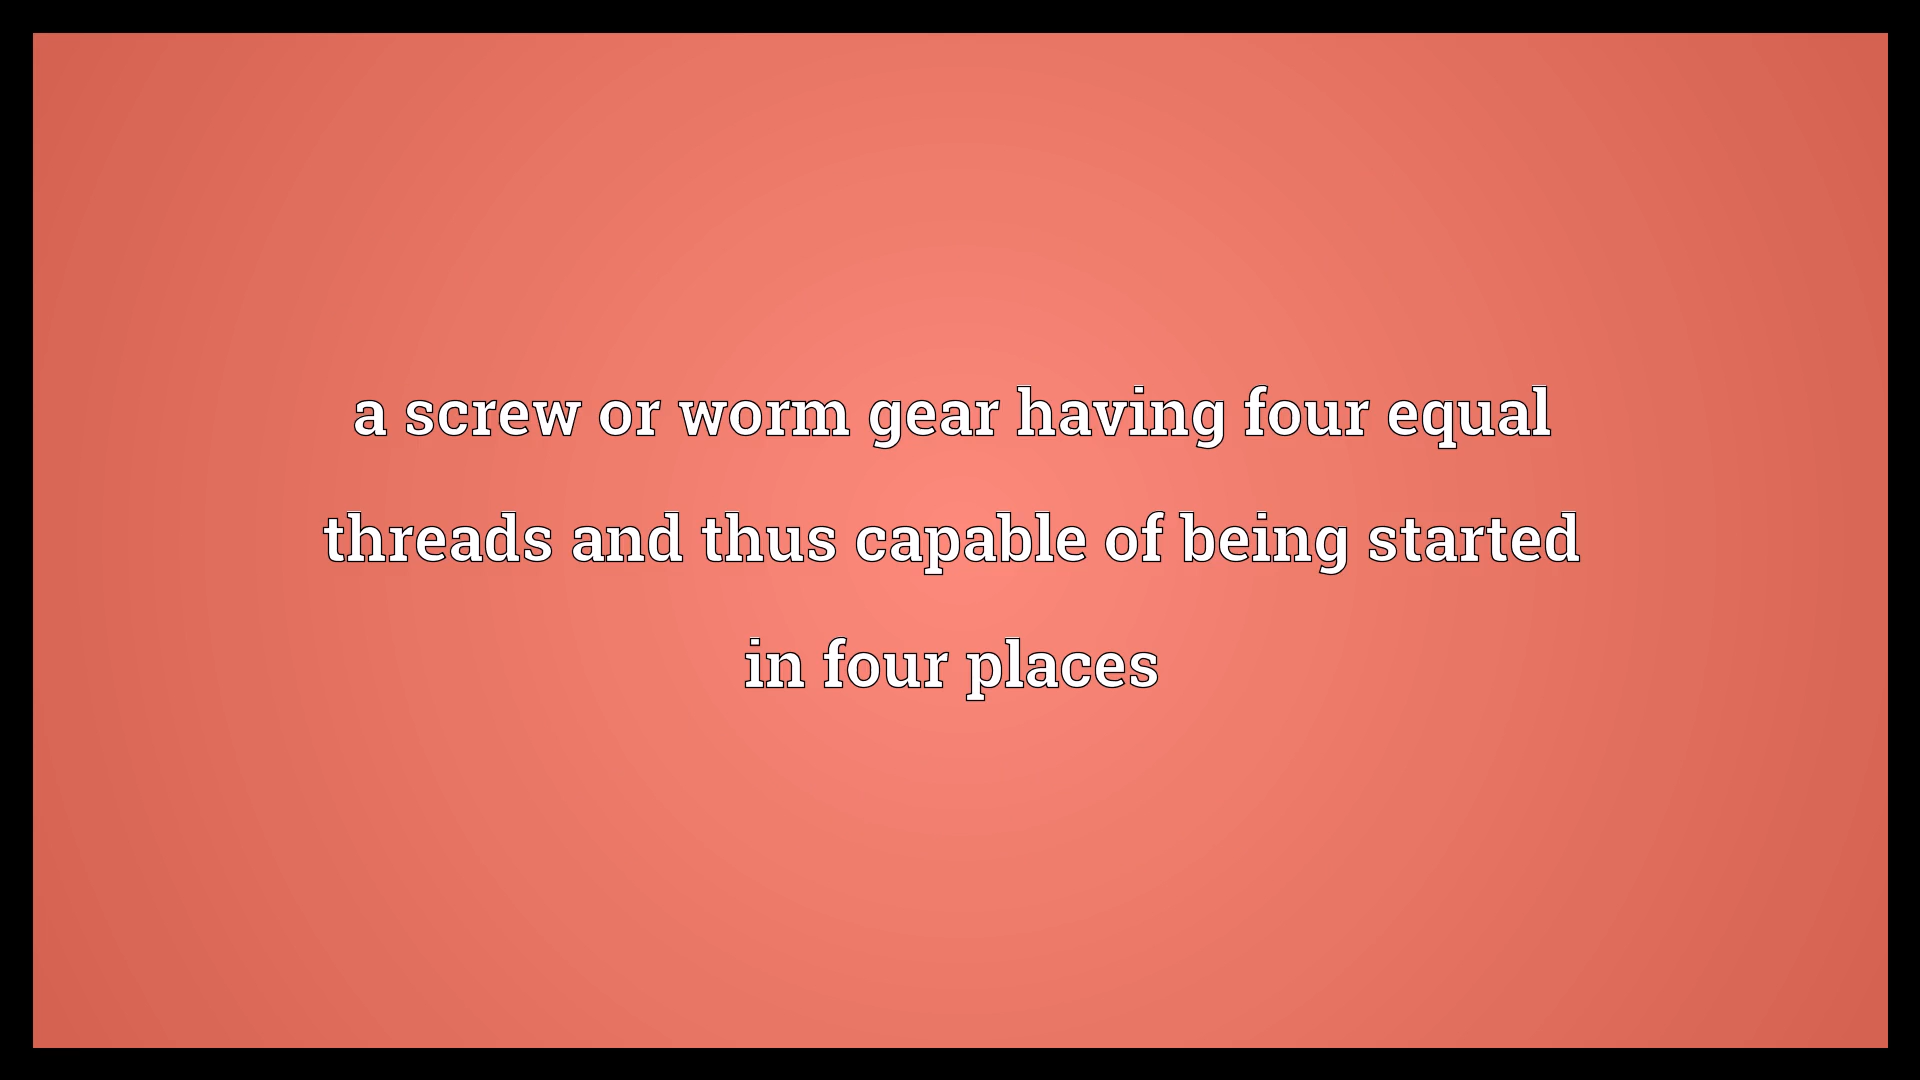 a screw or worm gear having four equal
threads and thus capable of being started
in four places